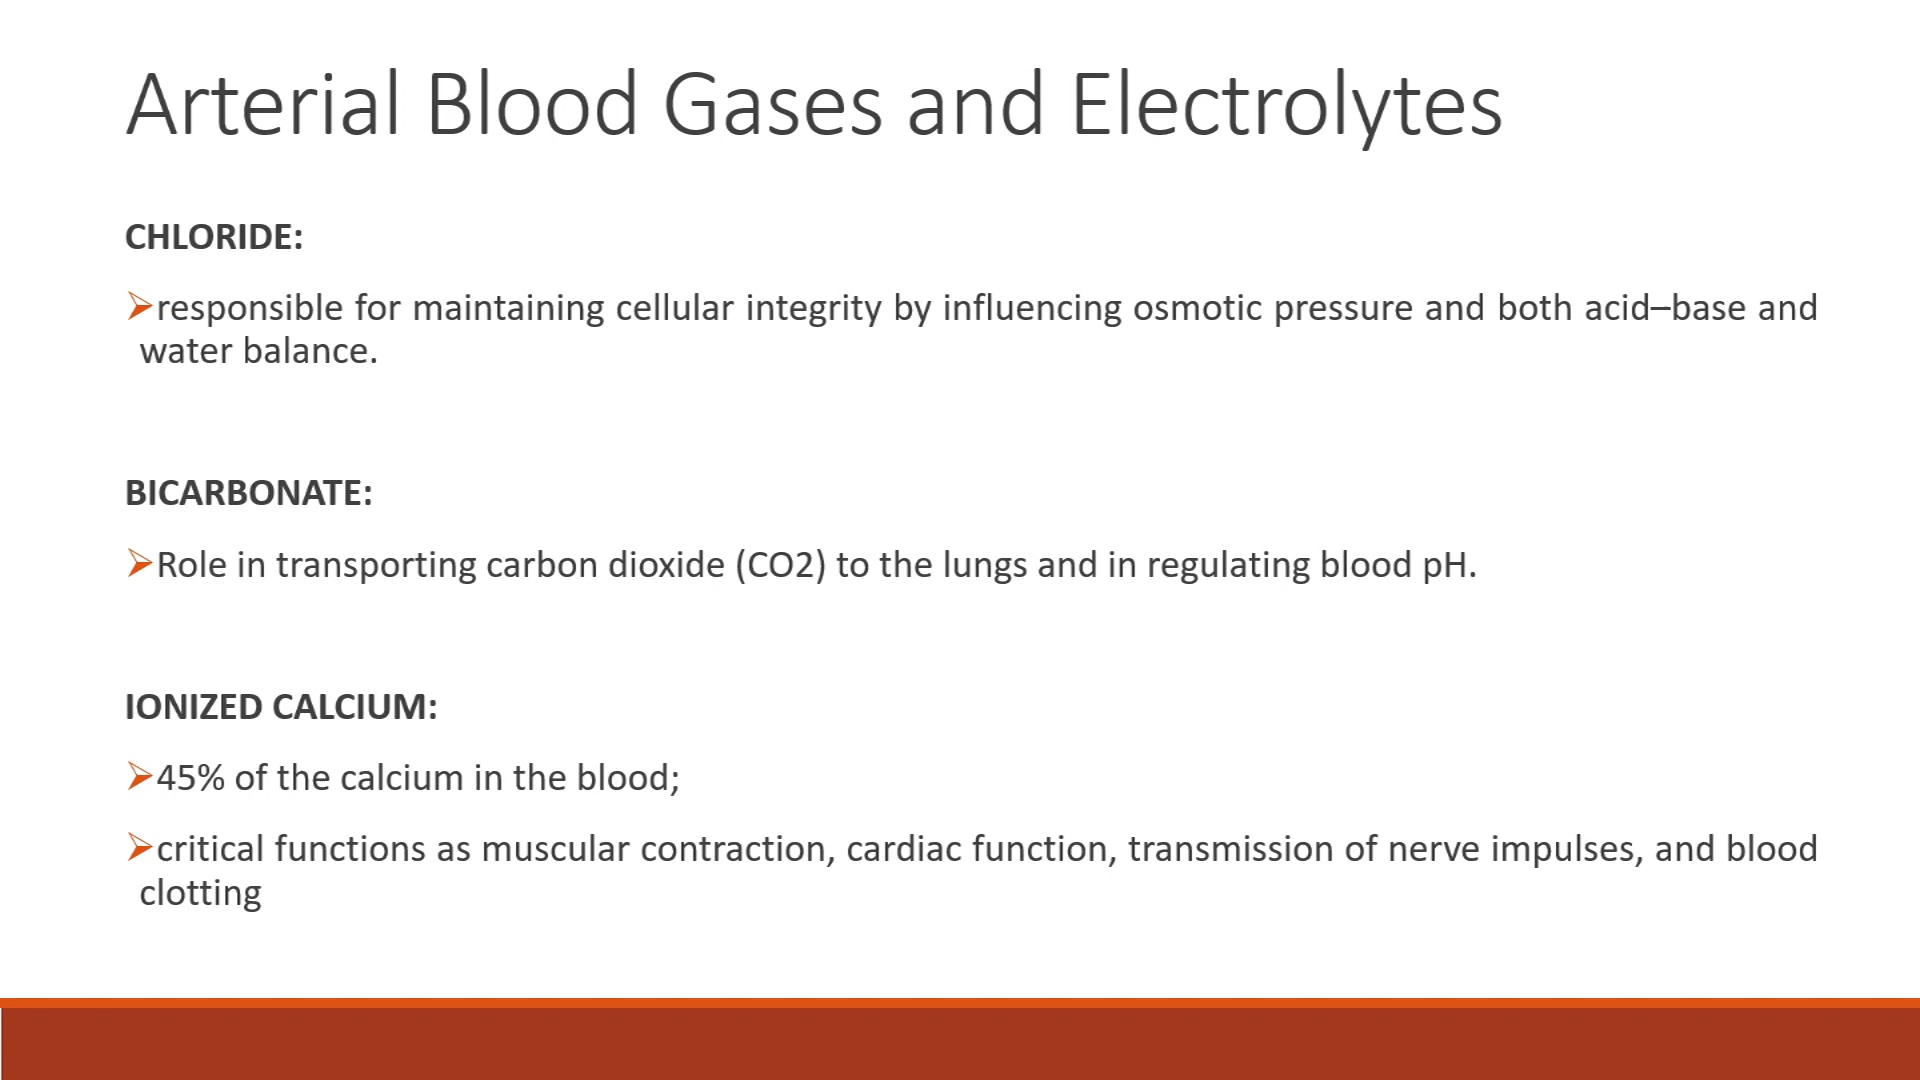 Arterial Blood Gases and Electrolytes
CHLORIDE:
➢responsible for maintaining cellular integrity by influencing osmotic pressure and both acid–base and
water balance.
BICARBONATE:
➢Role in transporting carbon dioxide (CO2) to the lungs and in regulating blood pH.
IONIZED CALCIUM:
➢45% of the calcium in the blood;
➢critical functions as muscular contraction, cardiac function, transmission of nerve impulses, and blood
clotting